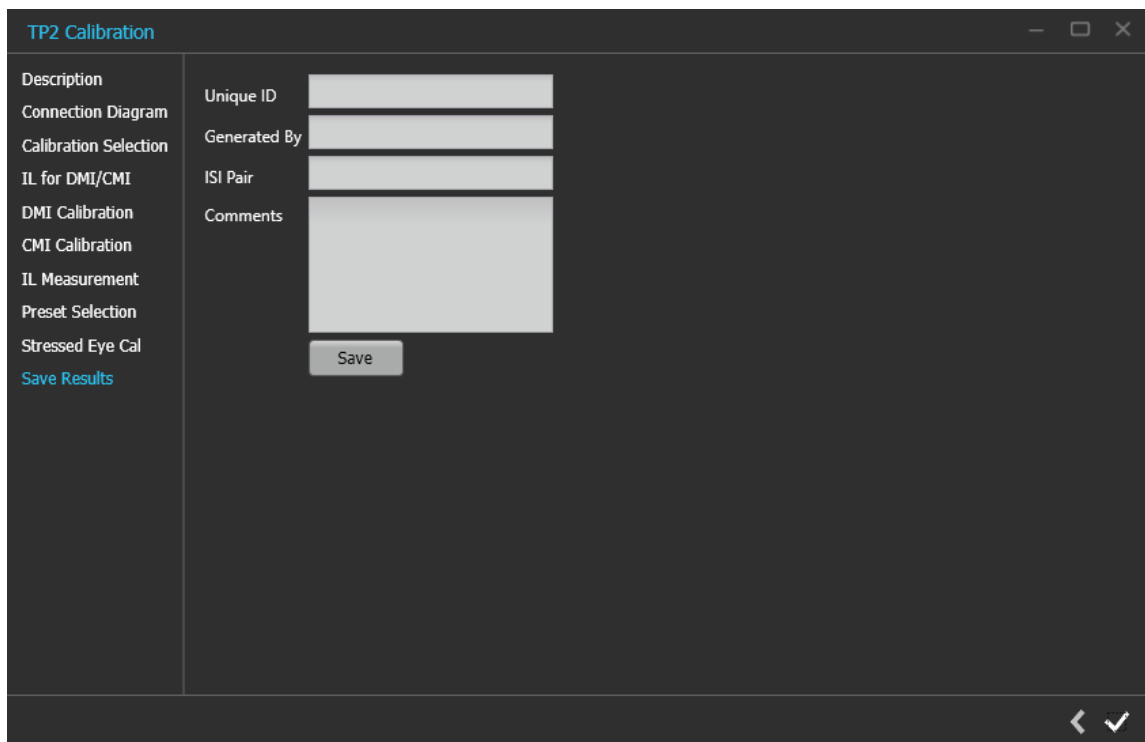 TP2 Calibration
Description
Connection Diagram
Calibration Selection
IL for DMI/CMI
DMI Calibration
CMI Calibration
IL Measurement
Preset Selection
Stressed Eye Cal
Save Results
Unique ID
Generated By
ISI Pair
Comments
Save